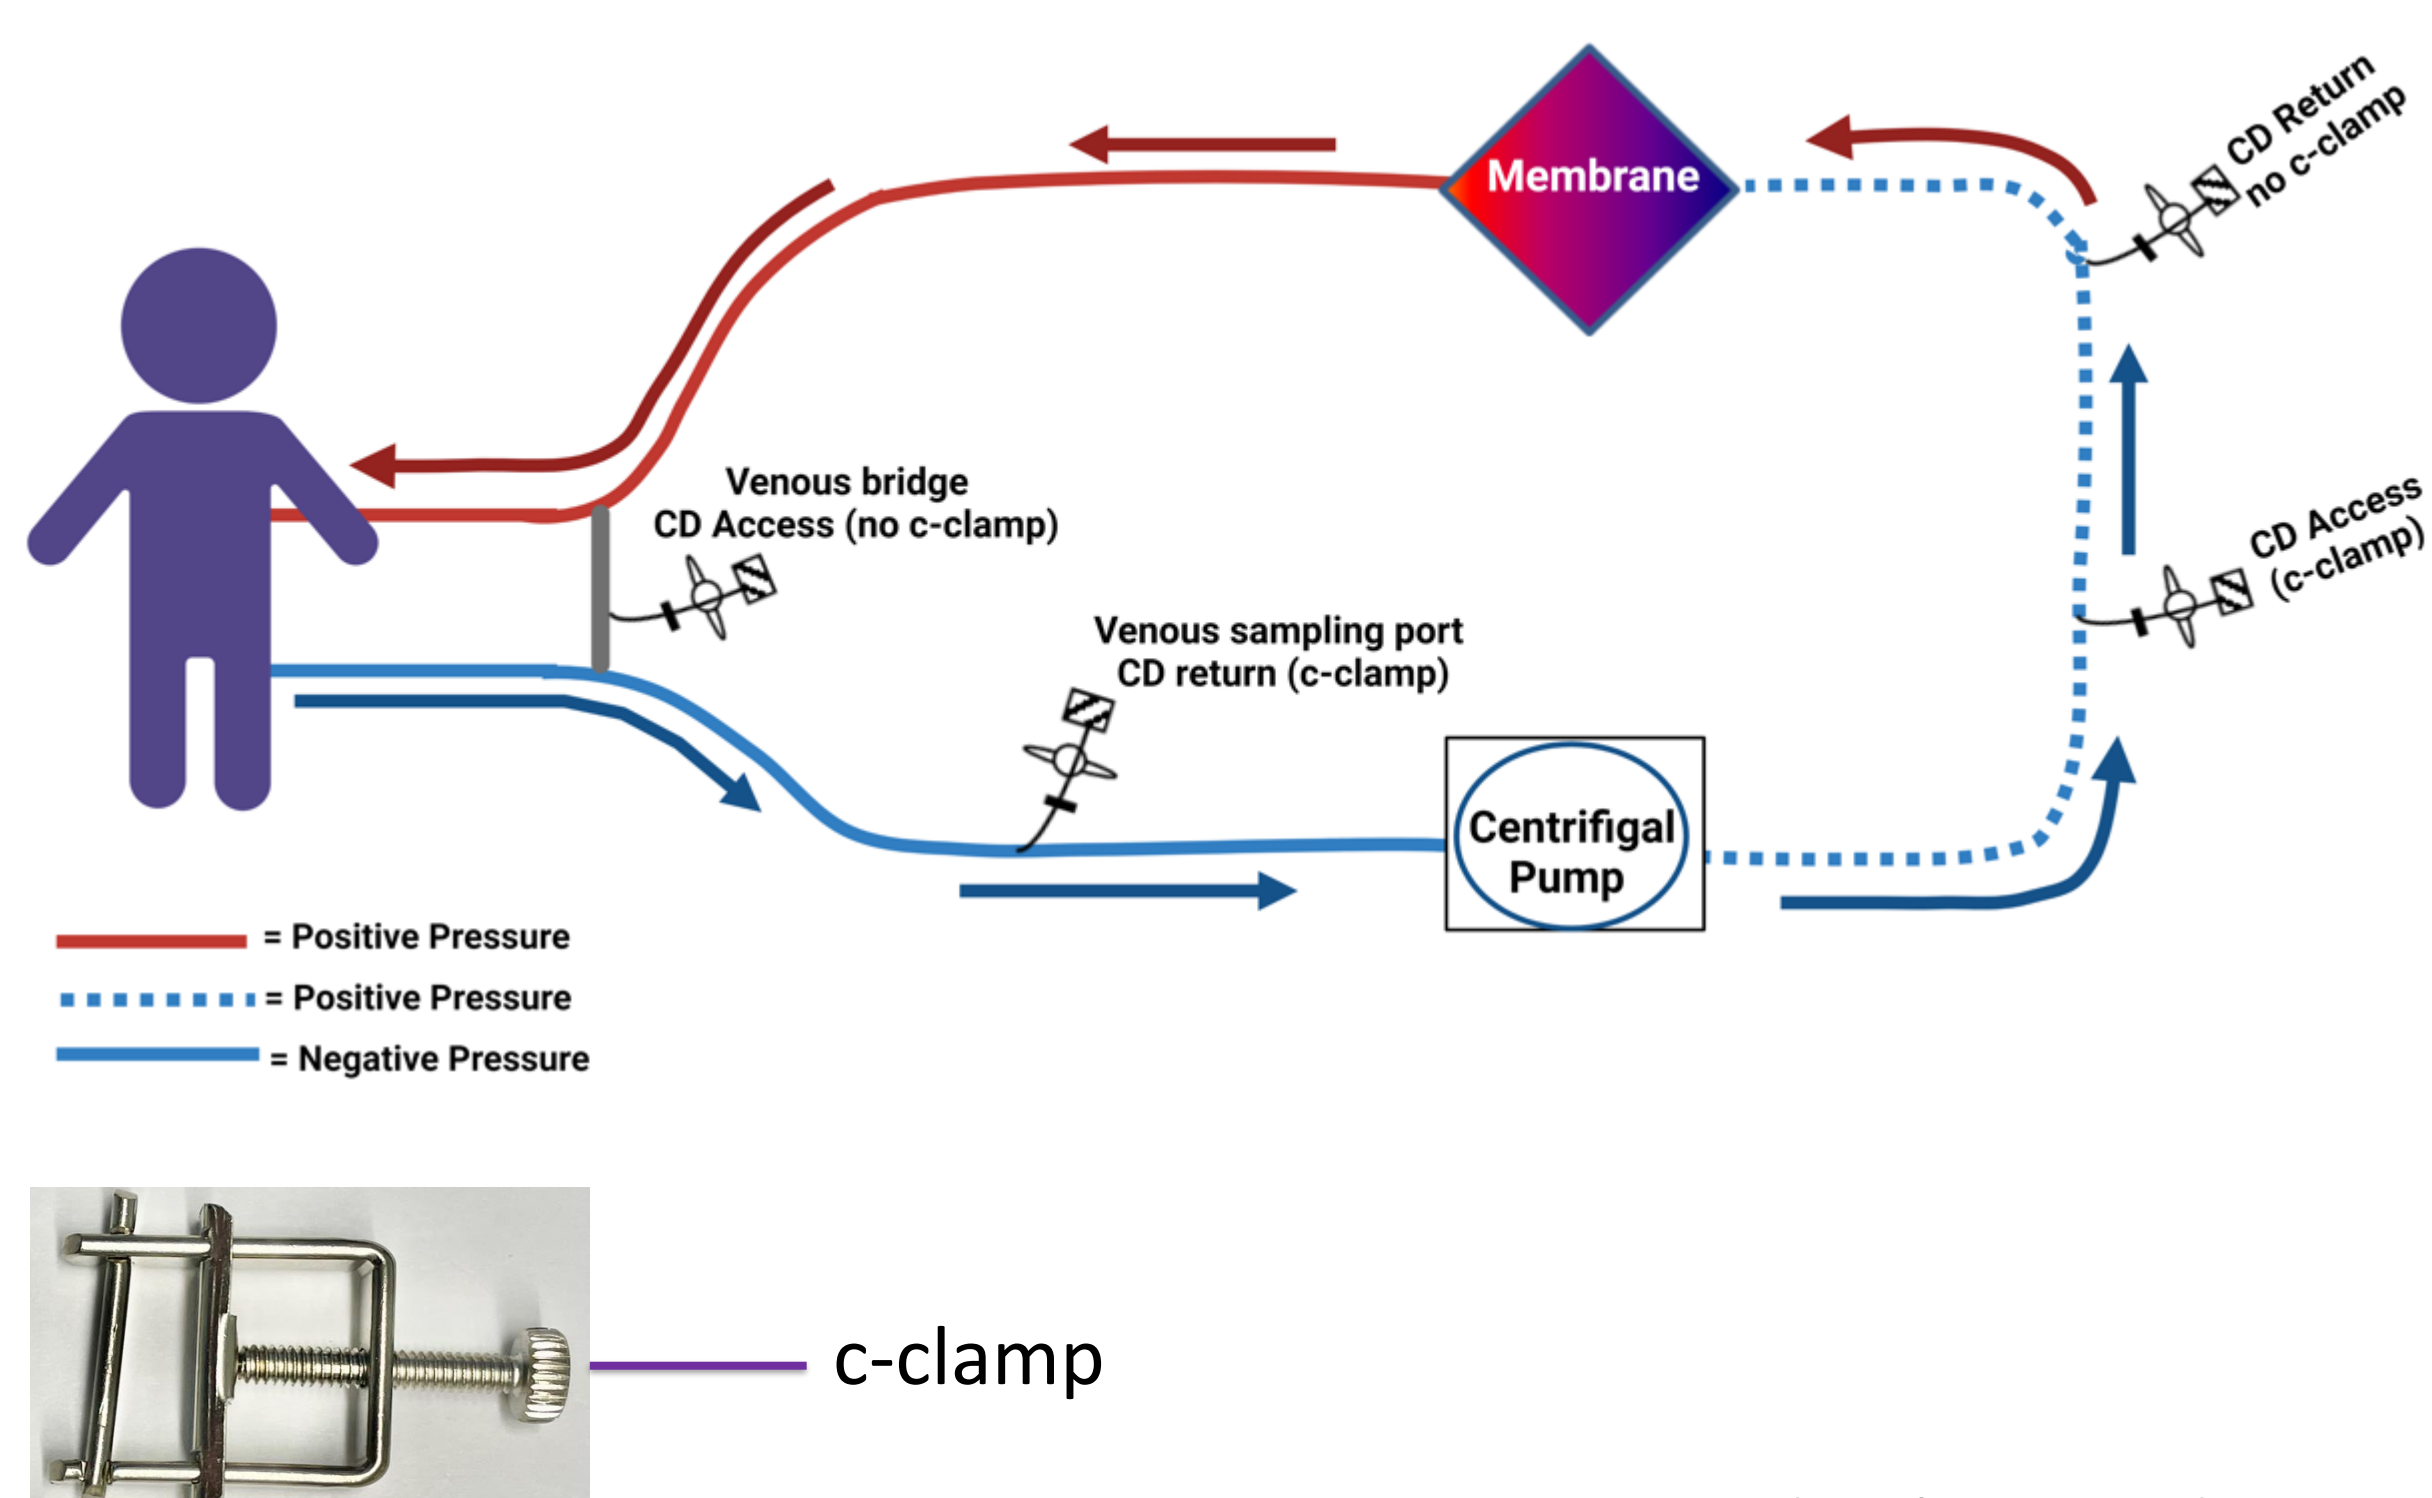 Membrane
CD Return
no c-clamp
Venous bridge
CD Access (no c-clamp)
CD Access
(c-clamp)
Venous sampling port
CD return (c-clamp)
Centrifigal
Pump
= Positive Pressure
= Positive Pressure
= Negative Pressure
c-clamp